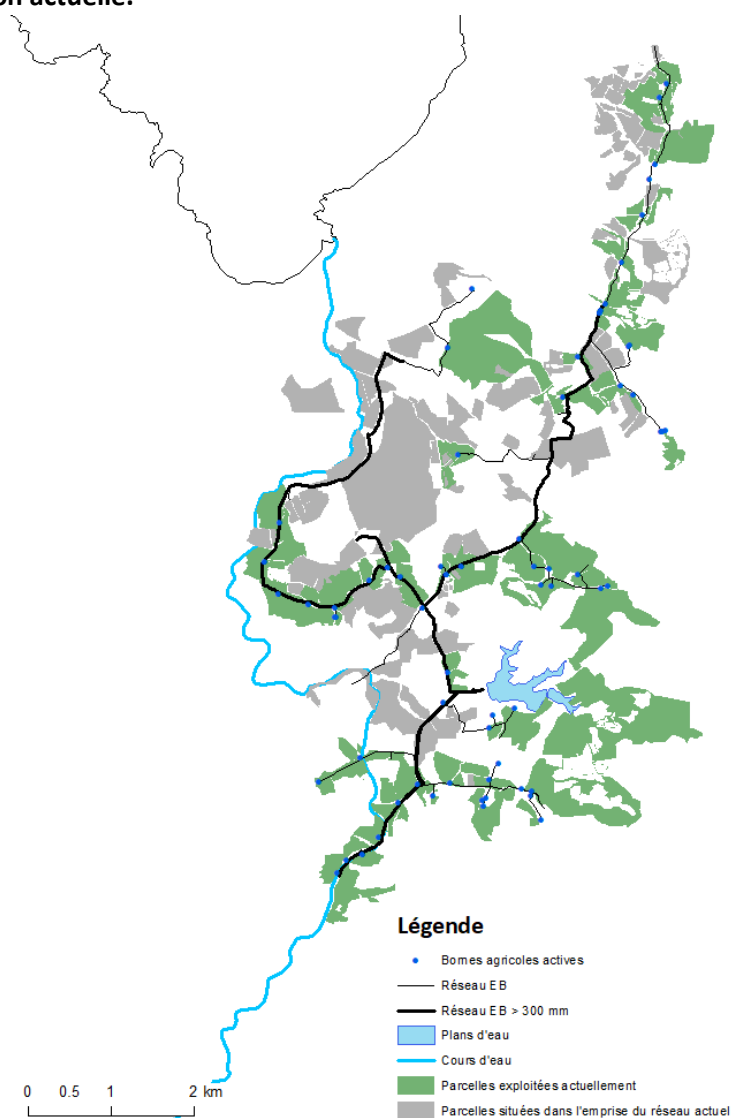 on actuelle.
Légende
Bornes agricoles actives
Réseau EB
Réseau EB > 300 mm
Plans d'eau
Cours d'eau
Parcelles exploitées actuellement
Parcelles situées dans l'emprise du réseau actuel
0 0.5 1 2 km